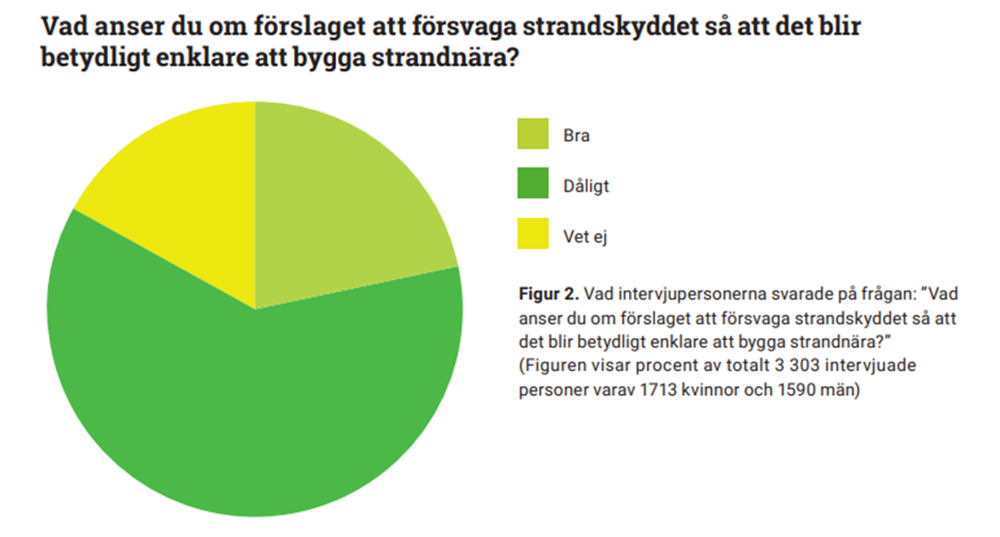 Vad anser du om förslaget att försvaga strandskyddet så att det blir
betydligt enklare att bygga strandnära?
Bra
Dåligt
Vet ej
Figur 2. Vad intervjupersonerna svarade på frågan: ”Vad
anser du om förslaget att försvaga strandskyddet så att
det blir betydligt enklare att bygga strandnära?”
(Figuren visar procent av totalt 3 303 intervjuade
personer varav 1713 kvinnor och 1590 män)